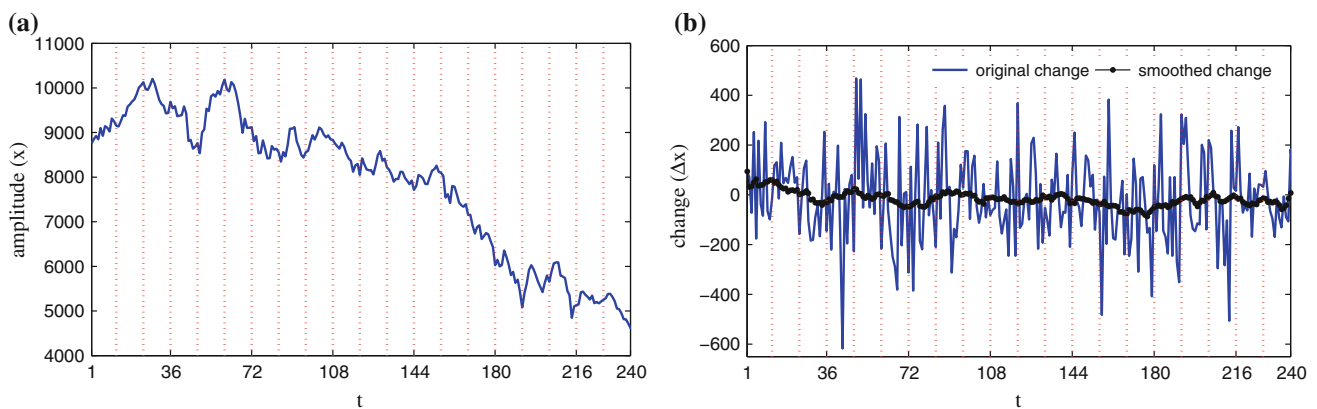 (a)
11000
10000
9000
8000
7000
6000
5000
4000
amplitude (x)
1 36 72 108 144 180 216 240
t
(b)
600
400
200
0
−200
−400
−600
change (Δx)
original change smoothed change
1 36 72 108 144 180 216 240
t